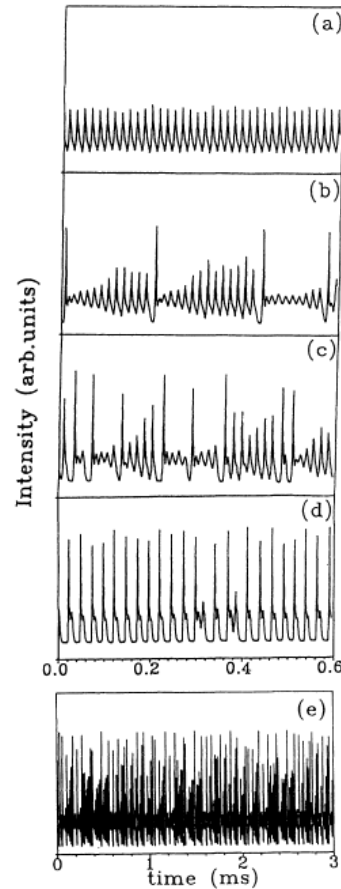 (a)
(b)
Intensity (arb.units)
(c)
(d)
0.0 0.2 0.4 0.6
(e)
0 1 2 3
time (ms)